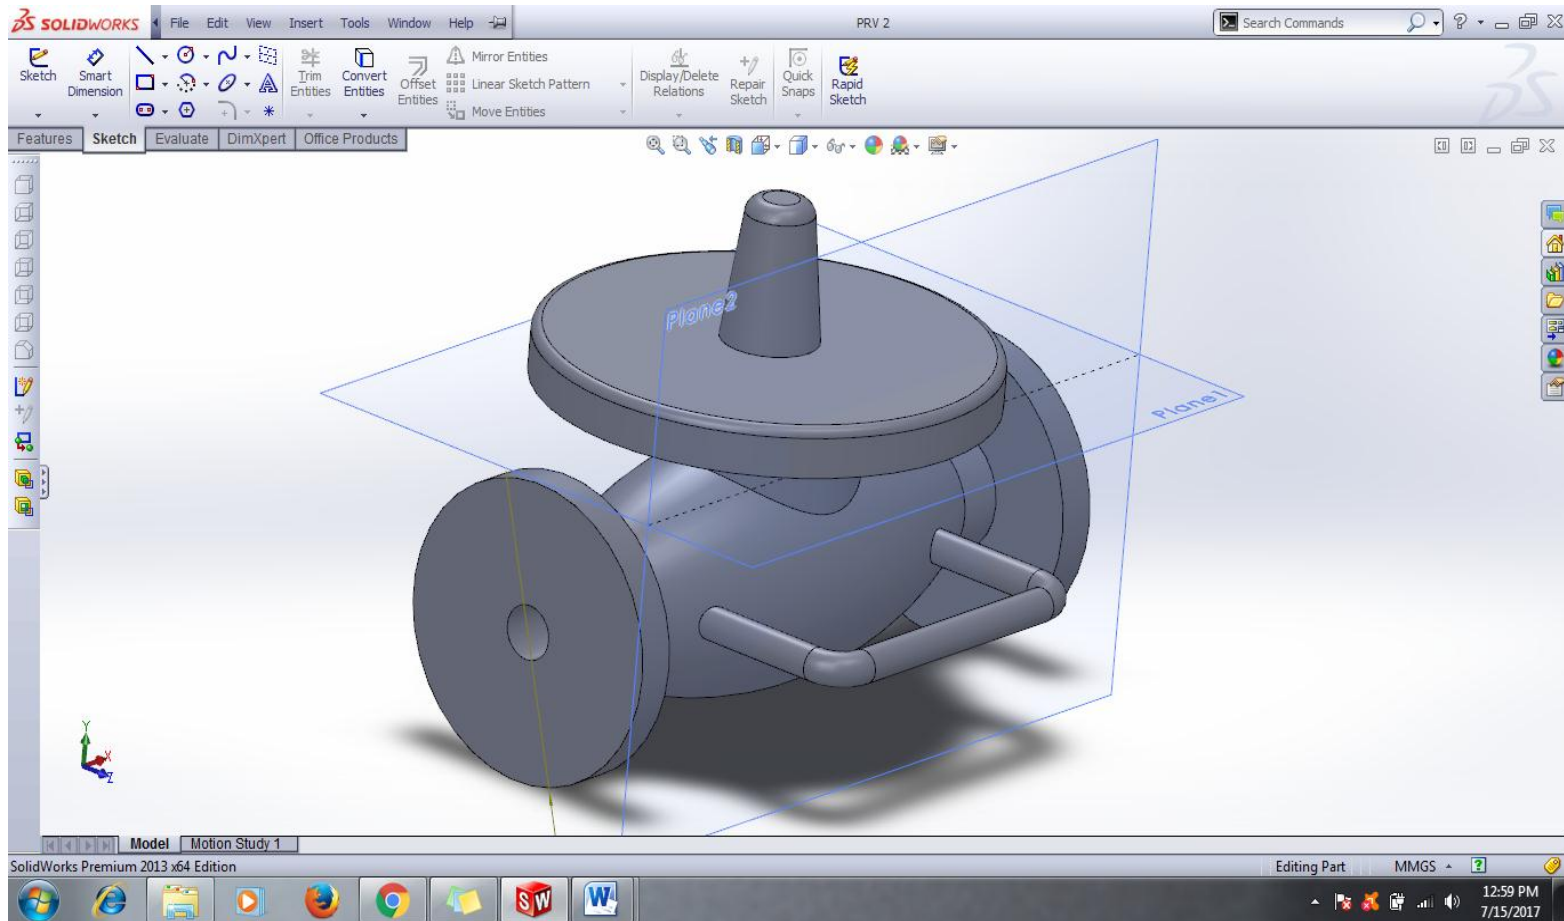 SOLIDWORKS File Edit View Insert Tools Window Help PRV 2 Search Commands
Sketch
Smart Dimension
Trim Entities
Convert Entities
Offset Entities
Mirror Entities
Linear Sketch Pattern
Move Entities
Display/Delete Relations
Repair Sketch
Quick Snaps
Rapid Sketch
Features Sketch Evaluate DimXpert Office Products
Plane2
Plane1
Y
X
Z
Model Motion Study 1
SolidWorks Premium 2013 x64 Edition Editing Part MMGS
SW W
12:59 PM
7/15/2017